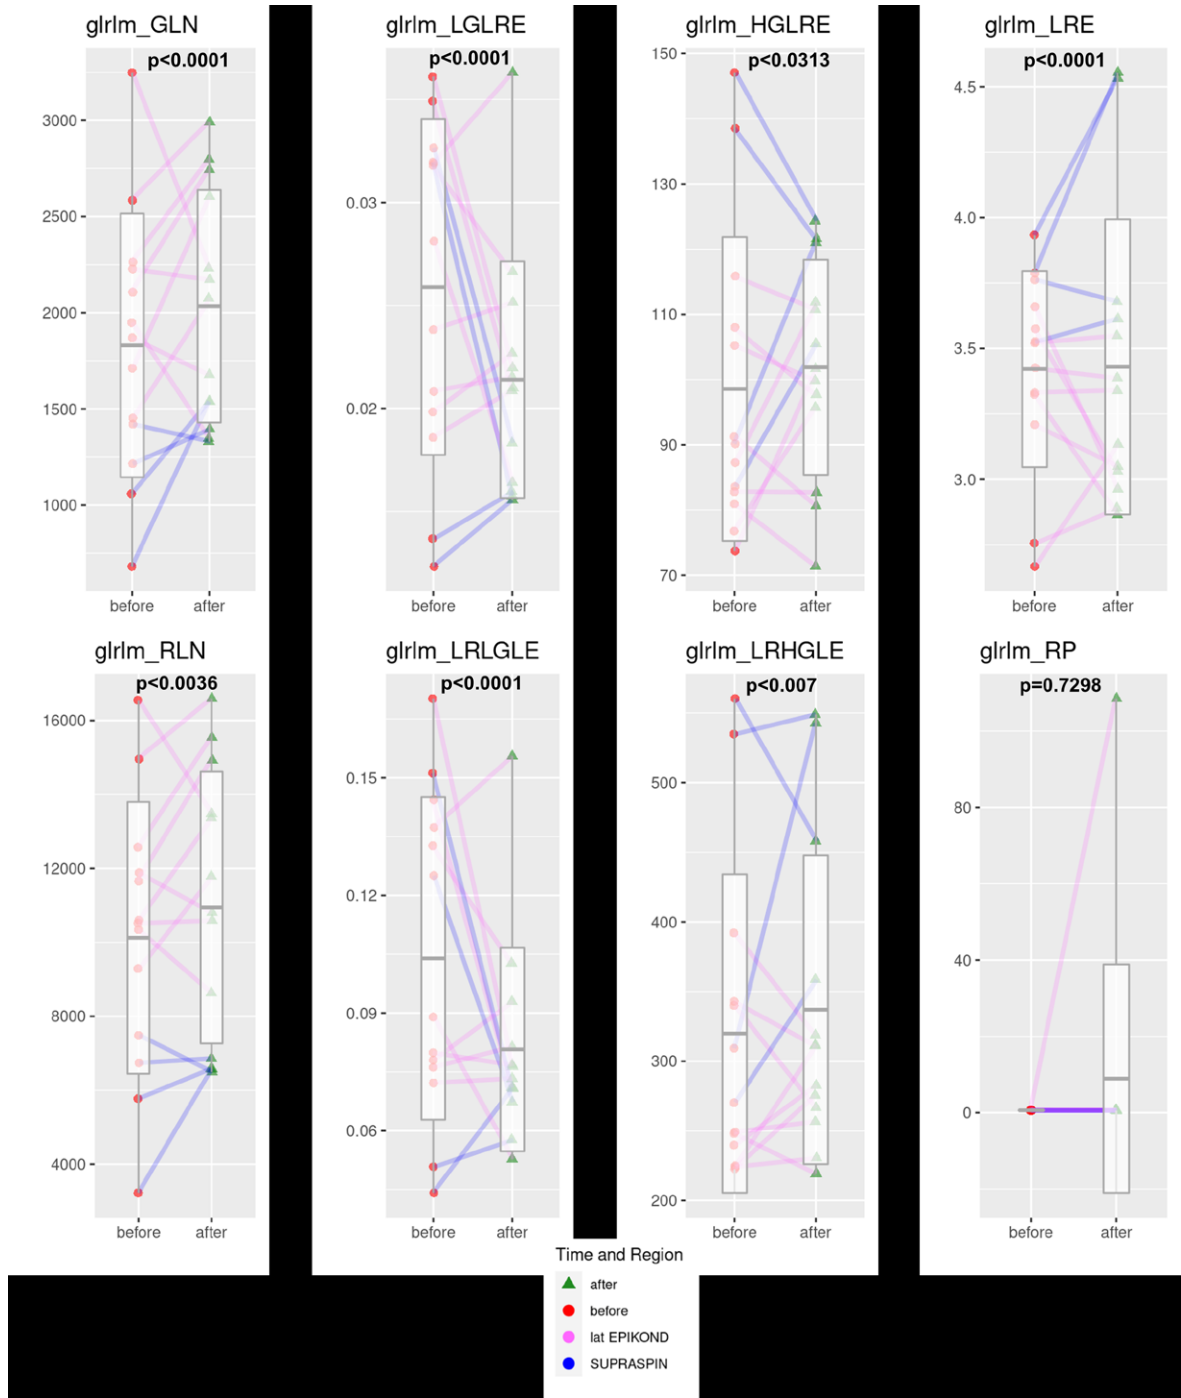 glrlm_GLN
p<0.0001
3000
2500
2000
1500
1000
before after
glrlm_LGLRE
p<0.0001
0.03
0.02
before after
glrlm_HGLRE
p<0.0313
150
130
110
90
70
before after
glrlm_LRE
p<0.0001
4.5
4.0
3.5
3.0
before after
glrlm_RLN
p<0.0036
16000
12000
8000
4000
before after
glrlm_LRLGLE
p<0.0001
0.15
0.12
0.09
0.06
before after
glrlm_LRHGLE
p<0.007
500
400
300
200
before after
glrlm_RP
p=0.7298
80
40
0
before after
Time and Region
after
before
lat EPIKOND
SUPRASPIN